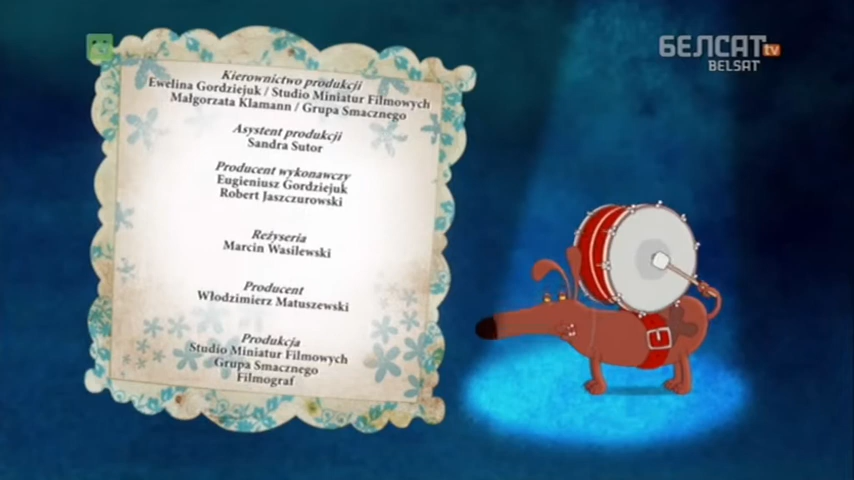 БЕЛСАТ tv
BELSAT
Kierownictwo produkcji
Ewelina Gordziejuk / Studio Miniatur Filmowych
Małgorzata Klamann / Grupa Smacznego
Asystent produkcji
Sandra Sutor
Producent wykonawczy
Eugieniusz Gordziejuk
Robert Jaszczurowski
Reżyseria
Marcin Wasilewski
Producent
Włodzimierz Matuszewski
Produkcja
Studio Miniatur Filmowych
Grupa Smacznego
Filmograf